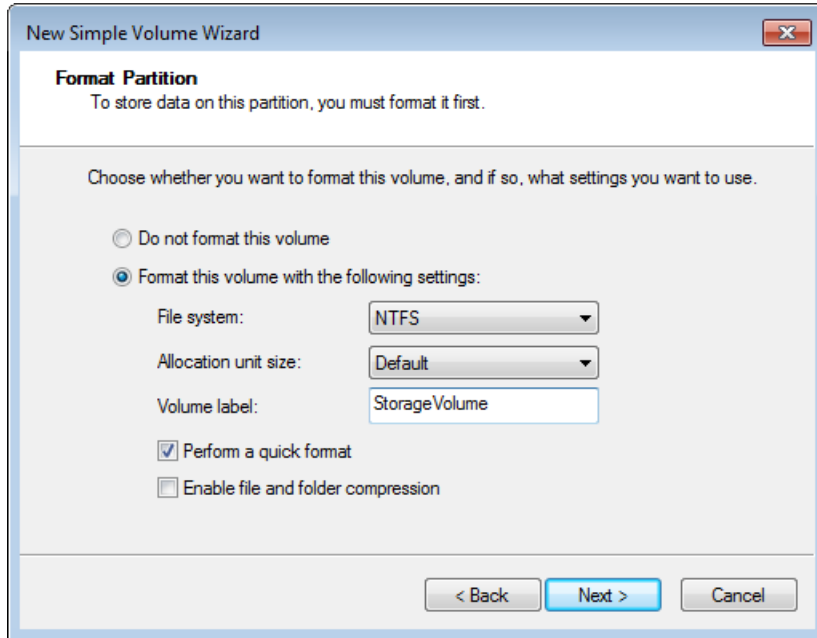 New Simple Volume Wizard
Format Partition
To store data on this partition, you must format it first.
Choose whether you want to format this volume, and if so, what settings you want to use.
Do not format this volume
Format this volume with the following settings:
File system: NTFS
Allocation unit size: Default
Volume label: StorageVolume
Perform a quick format
Enable file and folder compression
< Back Next > Cancel